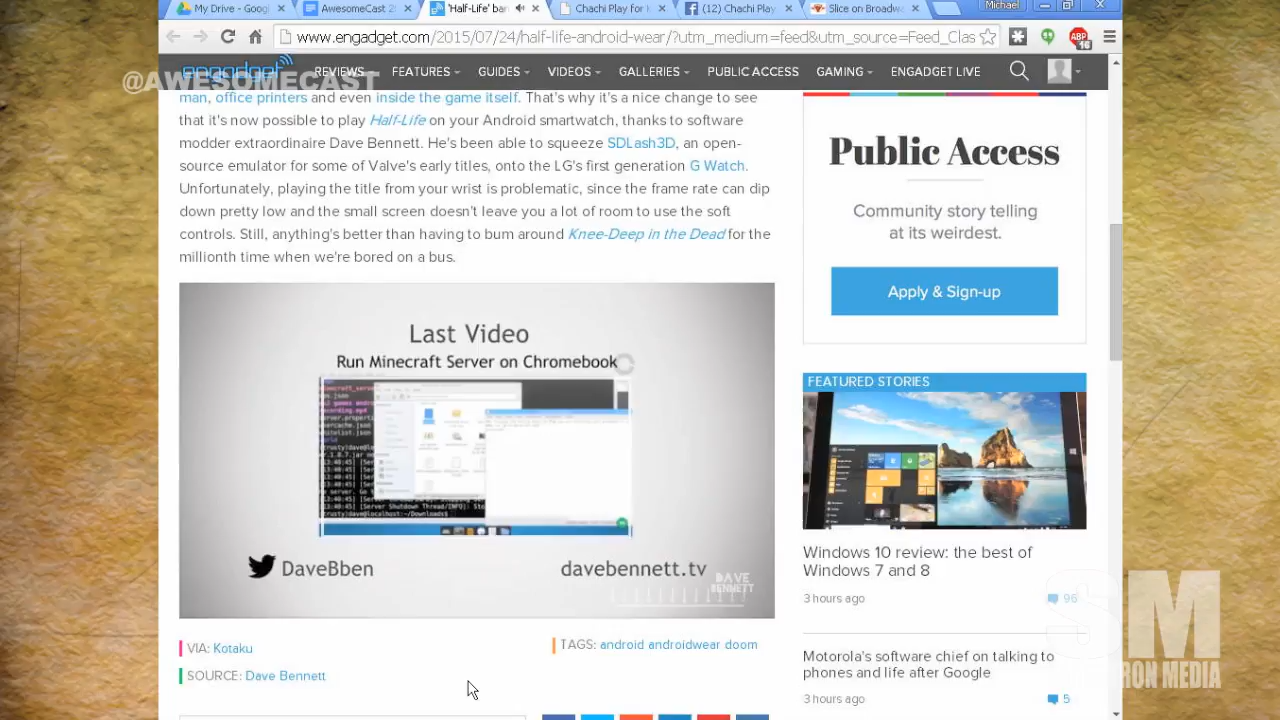 My Drive - Googl
AwesomeCast 2
'Half-Life' ba
Chachi Play for
(12) Chachi Play
Slice on Broadw
Michael
www.engadget.com/2015/07/24/half-life-android-wear/?utm_medium=feed&utm_source=Feed_Clas
ABP
16
engadget
REVIEWS
FEATURES
GUIDES
VIDEOS
GALLERIES
PUBLIC ACCESS
GAMING
ENGADGET LIVE
@AWESOMECAST
man, office printers and even inside the game itself. That's why it's a nice change to see
that it's now possible to play Half-Life on your Android smartwatch, thanks to software
modder extraordinaire Dave Bennett. He's been able to squeeze SDLash3D, an open-
source emulator for some of Valve's early titles, onto the LG's first generation G Watch.
Unfortunately, playing the title from your wrist is problematic, since the frame rate can dip
down pretty low and the small screen doesn't leave you a lot of room to use the soft
controls. Still, anything's better than having to bum around Knee-Deep in the Dead for the
millionth time when we're bored on a bus.
Last Video
Run Minecraft Server on Chromebook
DaveBben
davebennett.tv
DAVE
BENNETT
VIA: Kotaku
TAGS: android androidwear doom
SOURCE: Dave Bennett
Public Access
Community story telling
at its weirdest.
Apply & Sign-up
FEATURED STORIES
Windows 10 review: the best of
Windows 7 and 8
3 hours ago
96
Motorola's software chief on talking to
phones and life after Google
3 hours ago
5
SM
MEDIA